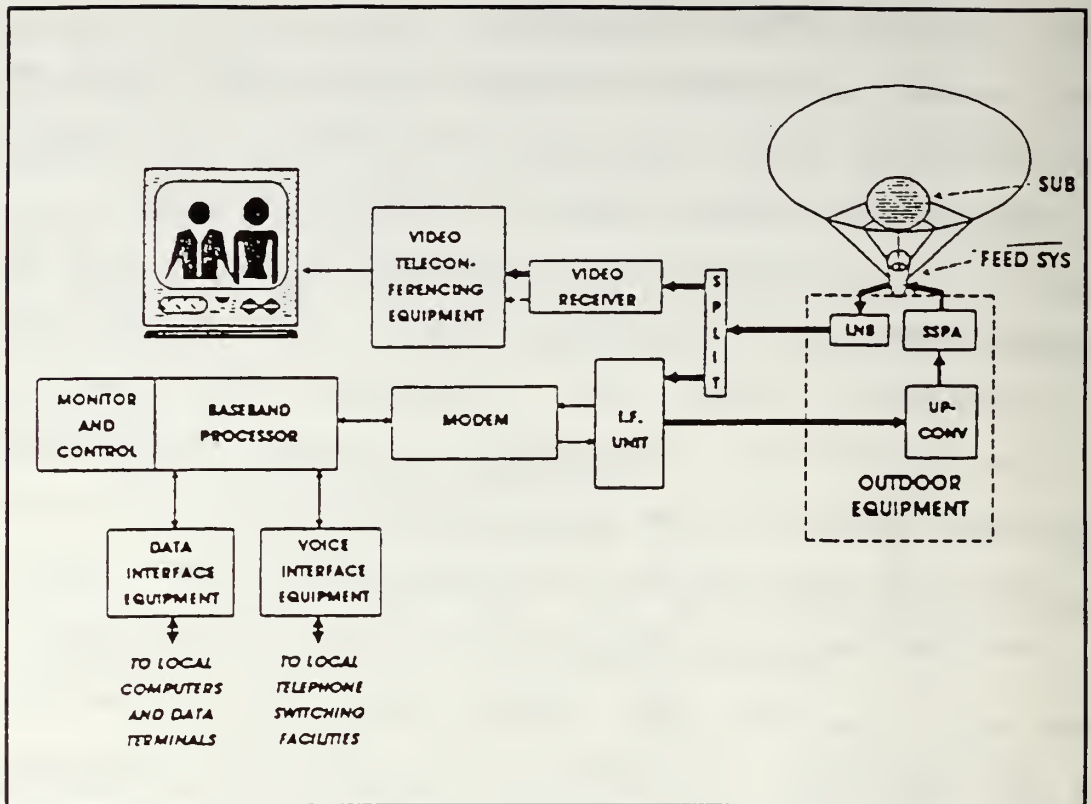 SUB
FEED SYS
VIDEO
TELECON-
FERENCING
EQUIPMENT
VIDEO
RECEIVER
S
P
L
I
T
LNB
SSPA
UP-
CONV
OUTDOOR
EQUIPMENT
MONITOR
AND
CONTROL
BASEBAND
PROCESSOR
MODEM
I.F.
UNIT
DATA
INTERFACE
EQUIPMENT
VOICE
INTERFACE
EQUIPMENT
TO LOCAL
COMPUTERS
AND DATA
TERMINALS
TO LOCAL
TELEPHONE
SWITCHING
FACILITIES